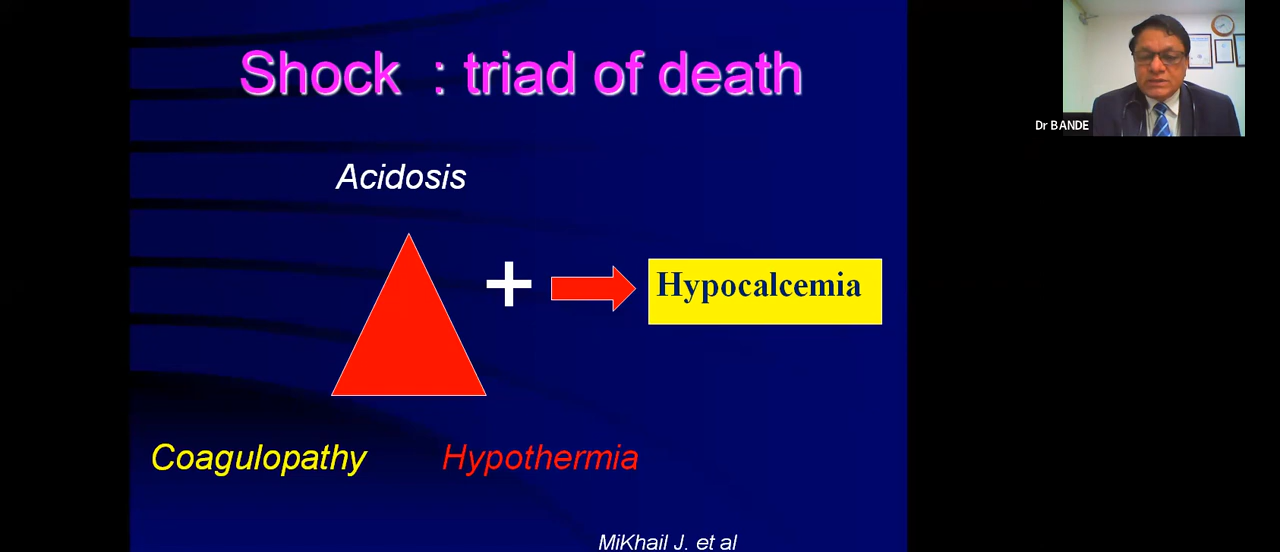 Shock : triad of death
Dr BANDE
Acidosis
+
Hypocalcemia
Coagulopathy Hypothermia
MiKhail J. et al